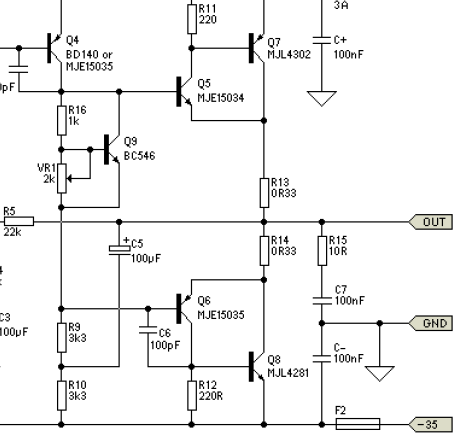 R11
220
3A
Q4
BD140 or
MJE15035
Q7
MJL4302
C+
100nF
0pF
Q5
MJE15034
R16
1k
Q9
BC546
VR1
2k
R13
0R33
R5
22k
OUT
+
C5
100µF
R14
0R33
R15
10R
Q6
MJE15035
C7
100nF
C3
100µF
R9
3k3
C6
100pF
GND
C-
100nF
Q8
MJL4281
R10
3k3
R12
220R
F2
-35